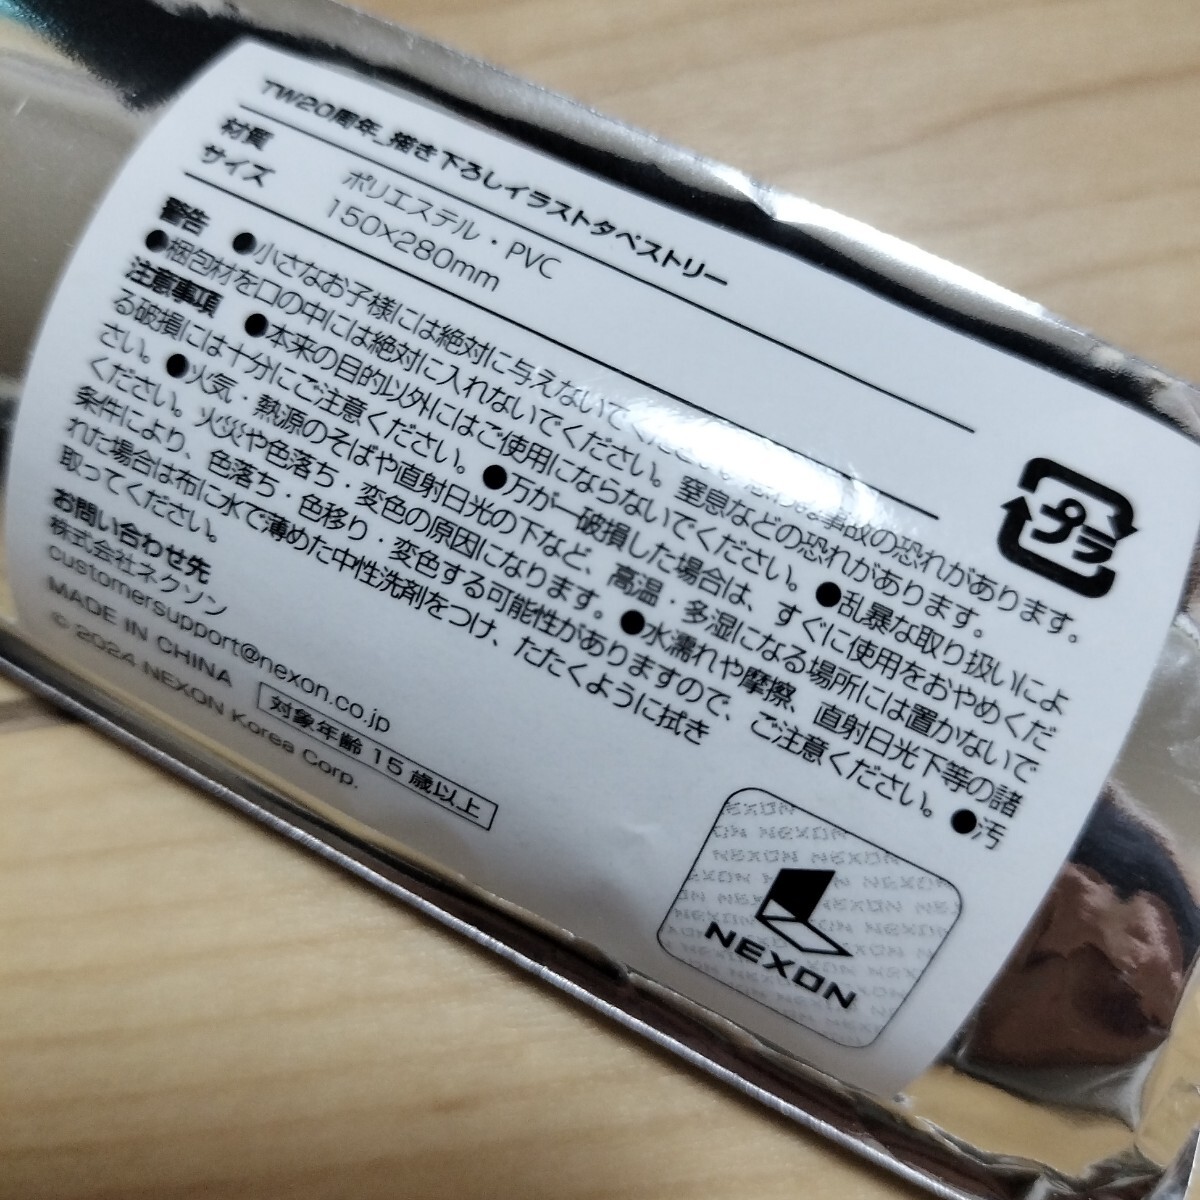 TW20周年_描き下ろしイラストタペストリー
材質 ポリエステル・PVC
サイズ 150×280mm
警告 ●小さなお子様には絶対に与えないでください。思わぬ事故の恐れがあります。
●梱包材を口の中には絶対に入れないでください。窒息などの恐れがあります。
注意事項 ●本来の目的以外にはご使用にならないでください。 ●乱暴な取り扱いによ
る破損には十分にご注意ください。 ●万が一破損した場合は、すぐに使用をおやめくだ
さい。 ●火気・熱源のそばや直射日光の下など、高温・多湿になる場所には置かないで
ください。火災や色落ち・変色の原因になります。 ●水濡れや摩擦、直射日光下等の諸
条件により、色落ち・色移り・変色する可能性がありますので、ご注意ください。 ●汚
れた場合は布に水で薄めた中性洗剤をつけ、たたくように拭き
取ってください。
お問い合わせ先
株式会社ネクソン
customersupport@nexon.co.jp
MADE IN CHINA 対象年齢 15 歳以上
© 2024 NEXON Korea Corp.
プラ
NEXON